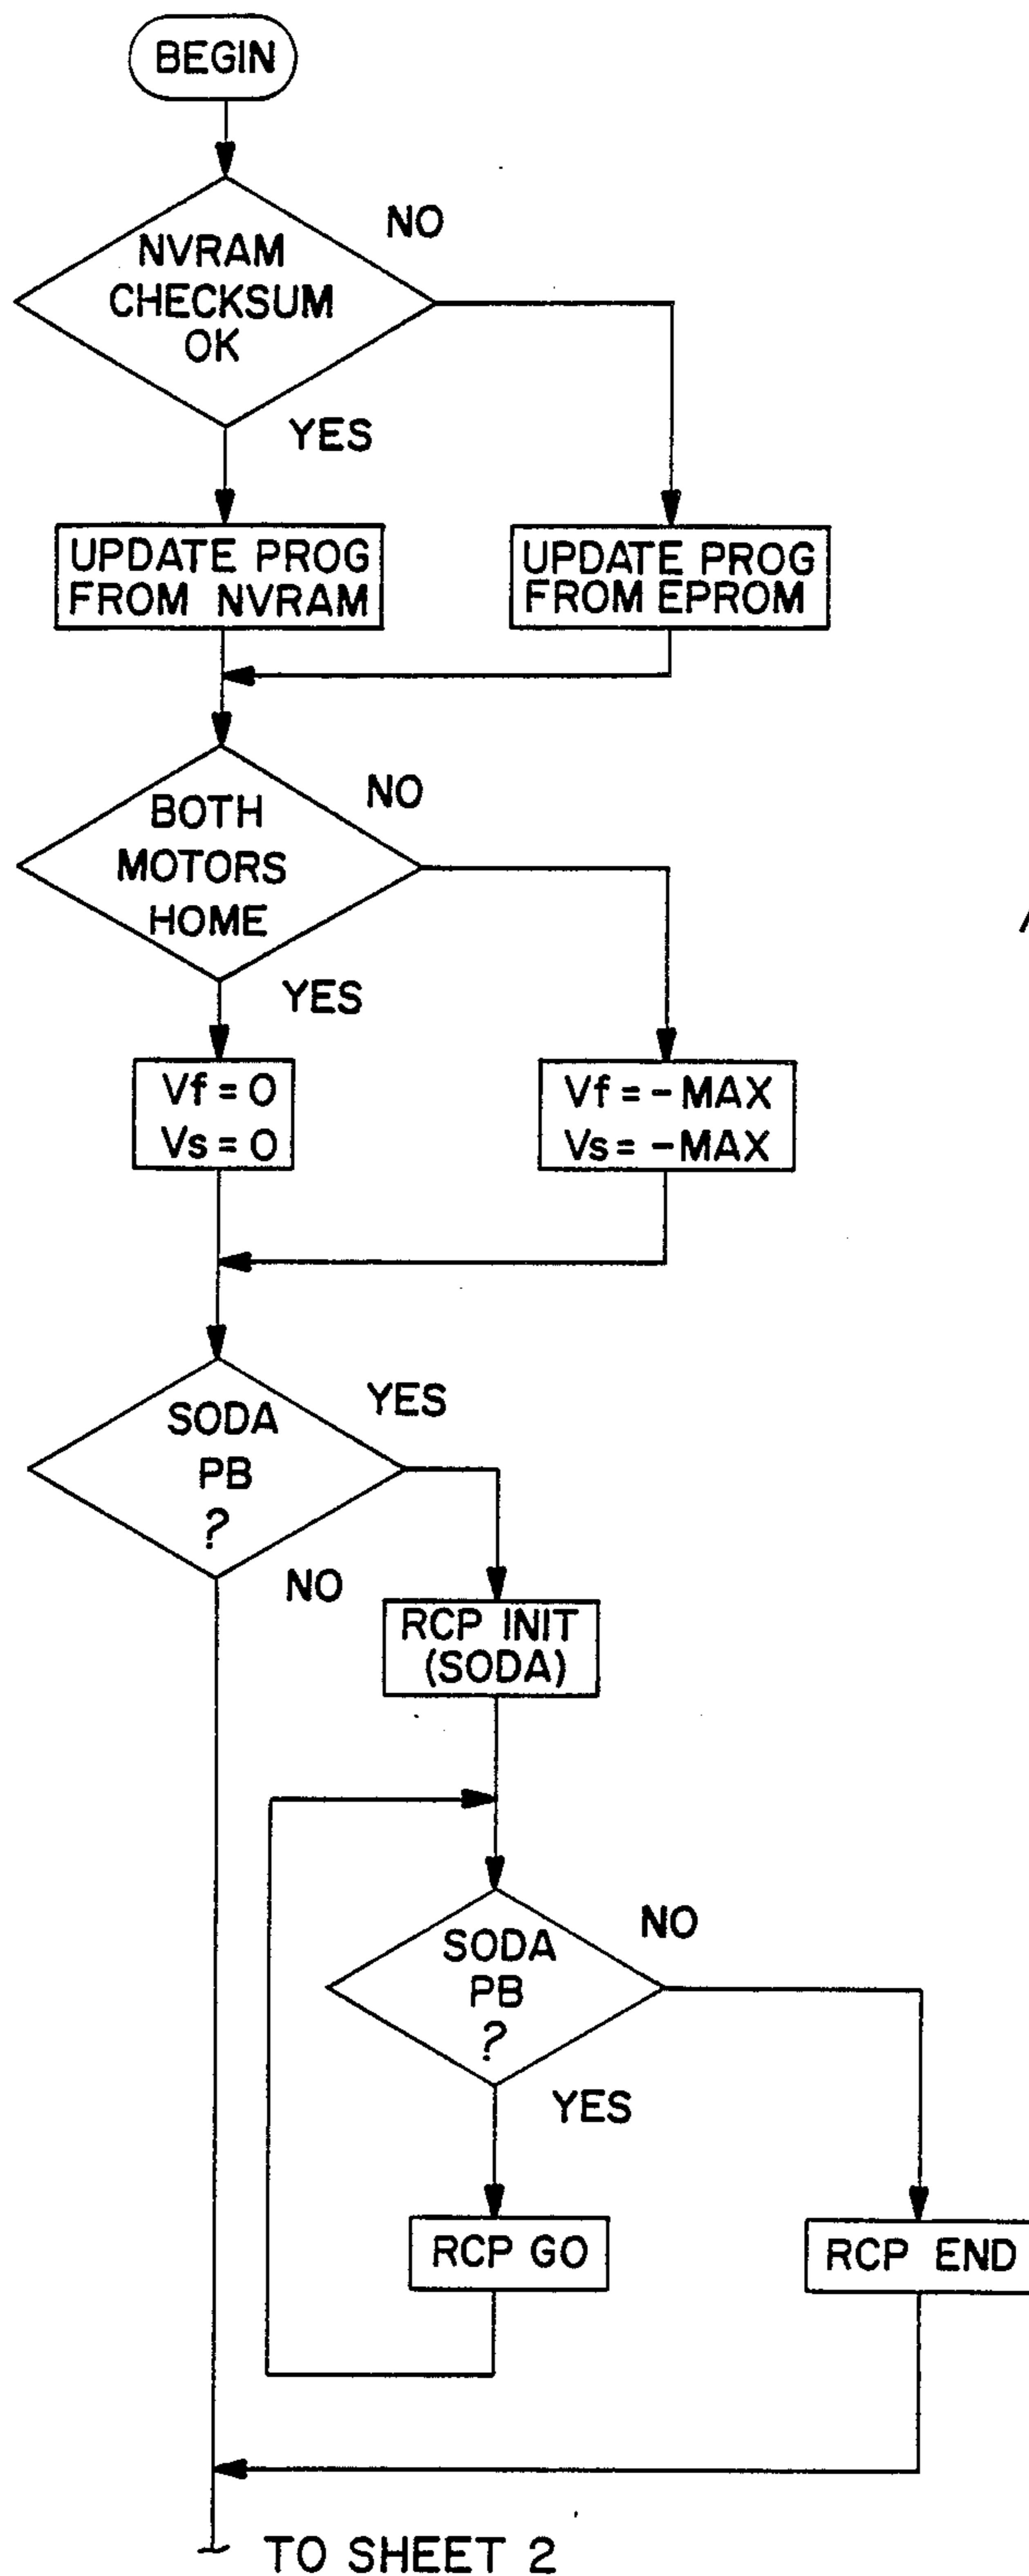 BEGIN
NVRAM
CHECKSUM
OK
NO
YES
UPDATE PROG
FROM NVRAM
UPDATE PROG
FROM EPROM
BOTH
MOTORS
HOME
NO
YES
Vf = 0
Vs = 0
Vf = - MAX
Vs = - MAX
SODA
PB
?
YES
NO
RCP INIT
(SODA)
SODA
PB
?
NO
YES
RCP GO
RCP END
TO SHEET 2